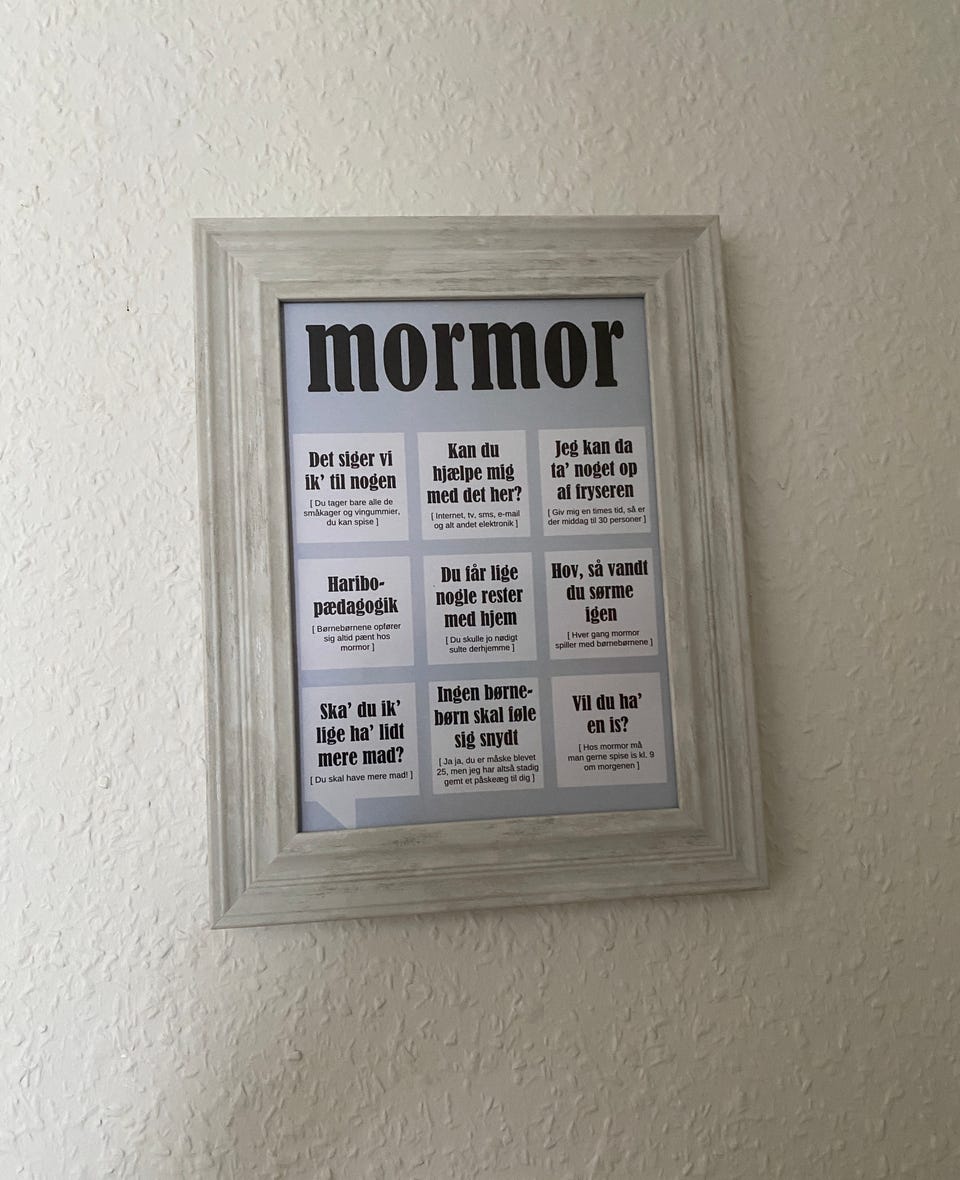 mormor
Det siger vi
ik' til nogen
[ Du tager bare alle de
småkager og vingummier,
du kan spise ]
Kan du
hjælpe mig
med det her?
[ Internet, tv, sms, e-mail
og alt andet elektronik ]
Jeg kan da
ta' noget op
af fryseren
[ Giv mig en times tid, så er
der middag til 30 personer ]
Haribo-
pædagogik
[ Børnebørnene opfører
sig altid pænt hos
mormor ]
Du får lige
nogle rester
med hjem
[ Du skulle jo nødigt
sulte derhjemme ]
Hov, så vandt
du sørme
igen
[ Hver gang mormor
spiller med børnebørnene ]
Ska' du ik'
lige ha' lidt
mere mad?
[ Du skal have mere mad! ]
Ingen børne-
børn skal føle
sig snydt
[ Ja ja, du er måske blevet
25, men jeg har altså stadig
gemt et påskeæg til dig ]
Vil du ha'
en is?
[ Hos mormor må
man gerne spise is kl. 9
om morgenen ]